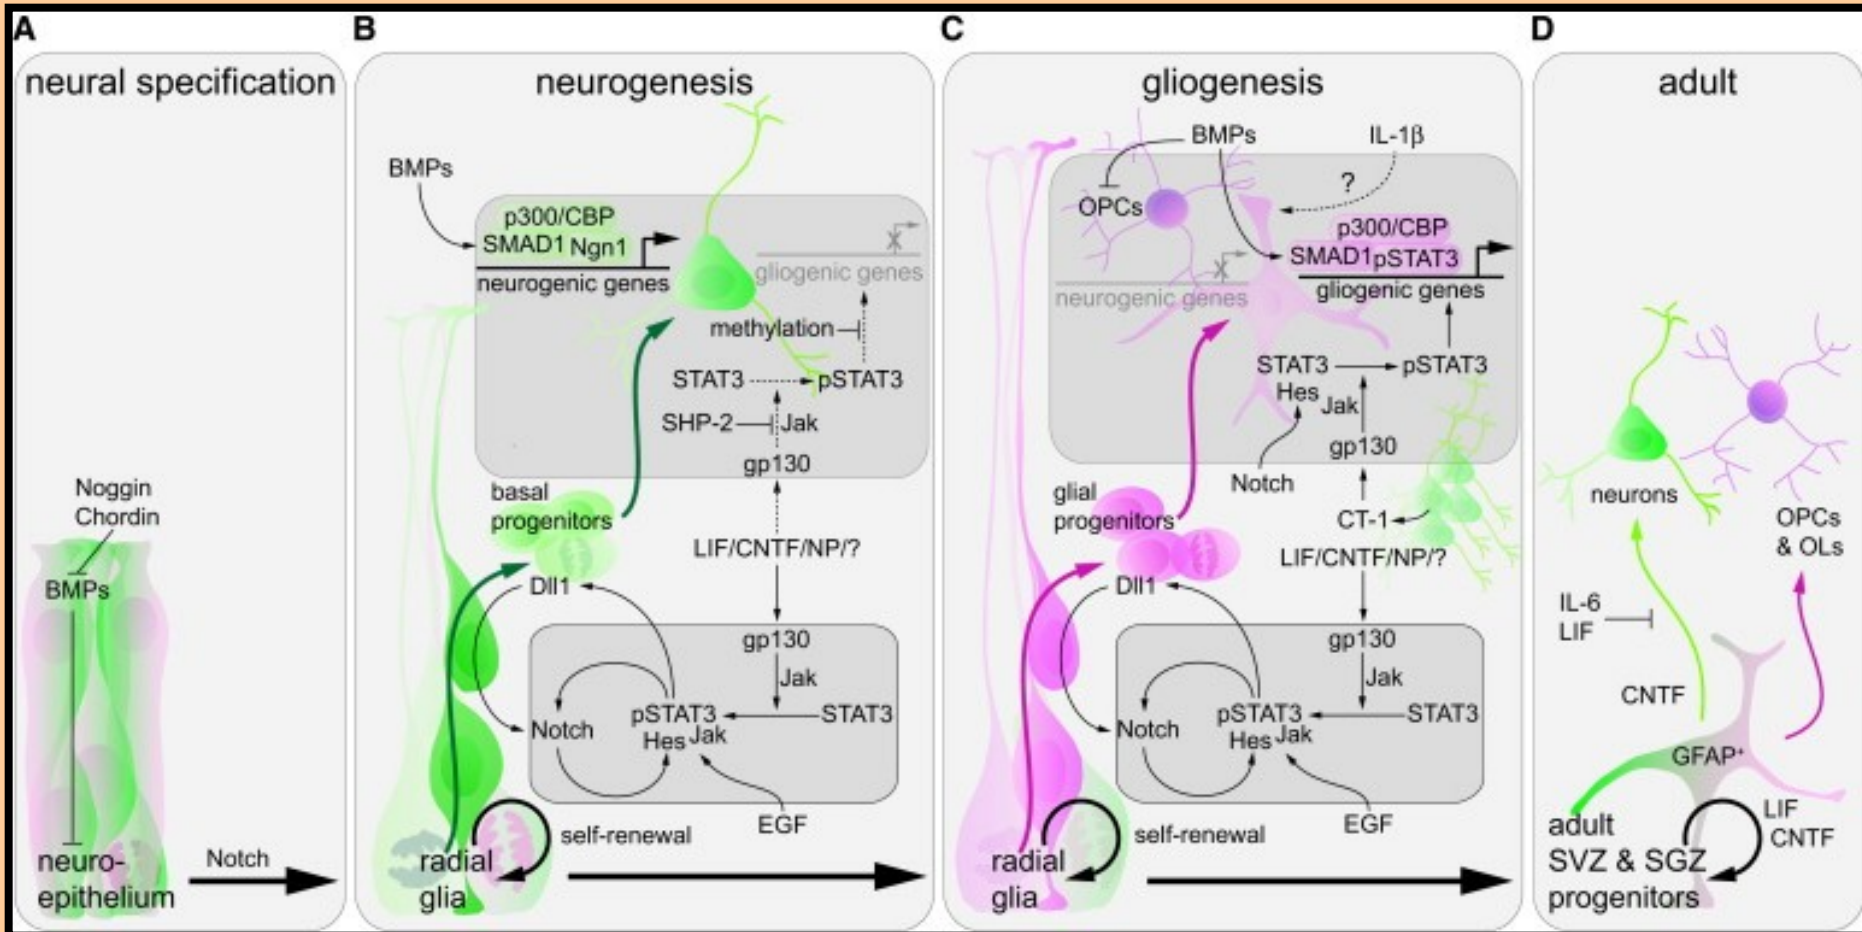 A
neural specification
Noggin
Chordin
BMPs
neuro-
epithelium
Notch
B
neurogenesis
BMPs
p300/CBP
SMAD1 Ngn1
neurogenic genes
gliogenic genes
methylation
STAT3
pSTAT3
SHP-2
Jak
gp130
basal
progenitors
LIF/CNTF/NP/?
Dll1
gp130
Jak
Notch
pSTAT3
STAT3
Hes
Jak
EGF
self-renewal
radial
glia
C
gliogenesis
BMPs
IL-1β
?
OPCs
p300/CBP
SMAD1 pSTAT3
neurogenic genes
gliogenic genes
STAT3
pSTAT3
Hes
Jak
gp130
Notch
glial
progenitors
CT-1
LIF/CNTF/NP/?
Dll1
gp130
Jak
Notch
pSTAT3
STAT3
Hes
Jak
EGF
self-renewal
radial
glia
D
adult
neurons
OPCs
& OLs
IL-6
LIF
CNTF
GFAP+
LIF
CNTF
adult
SVZ & SGZ
progenitors